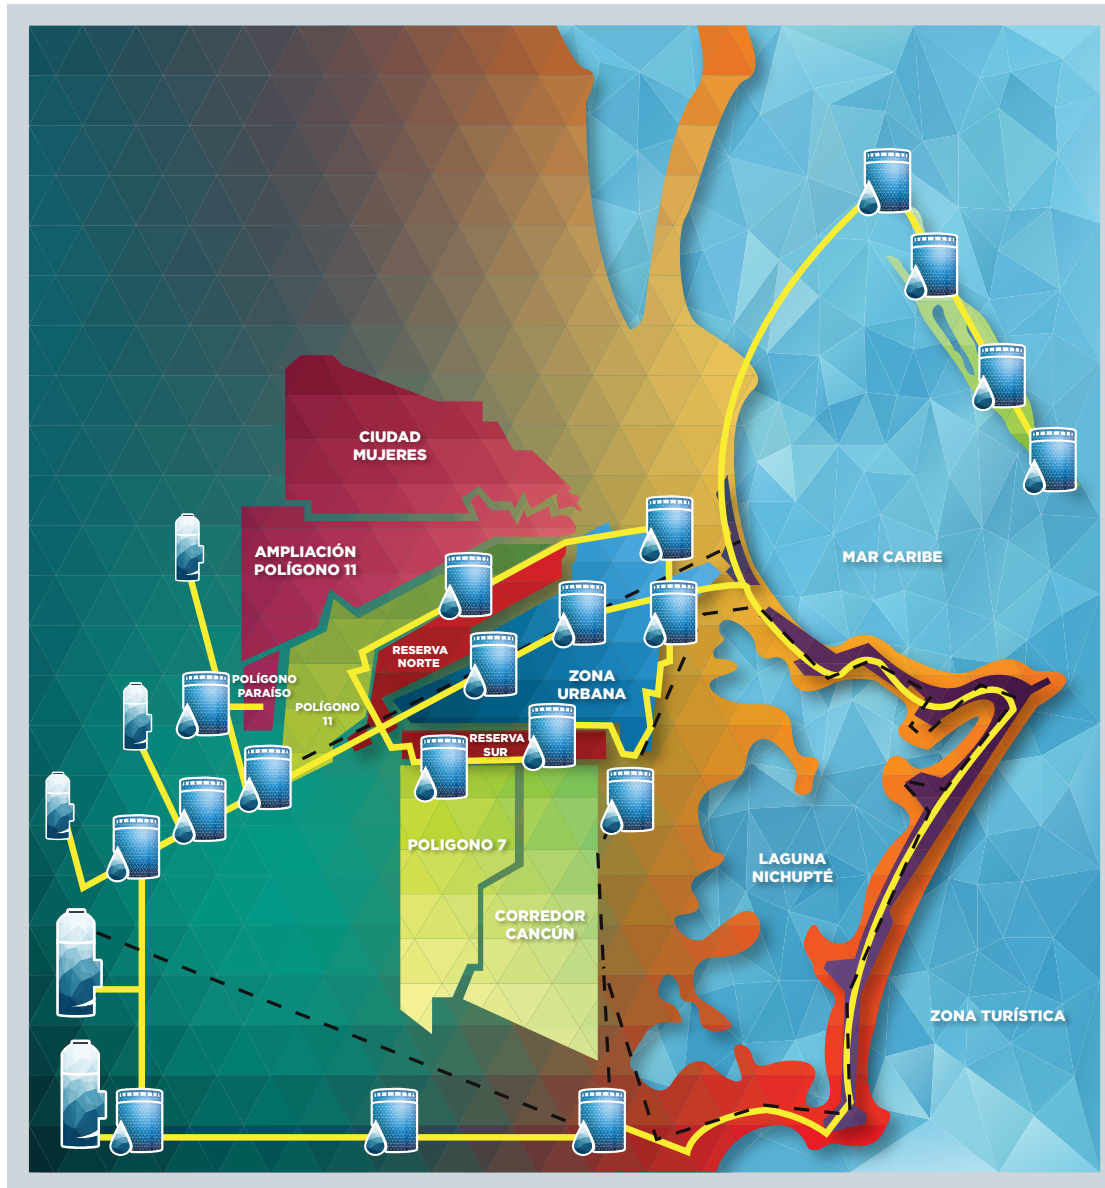 CIUDAD
MUJERES
AMPLIACIÓN
POLÍGONO 11
MAR CARIBE
RESERVA
NORTE
POLÍGONO
PARAÍSO
ZONA
URBANA
POLÍGONO
11
RESERVA
SUR
POLIGONO 7
LAGUNA
NICHUPTÉ
CORREDOR
CANCÚN
ZONA TURÍSTICA